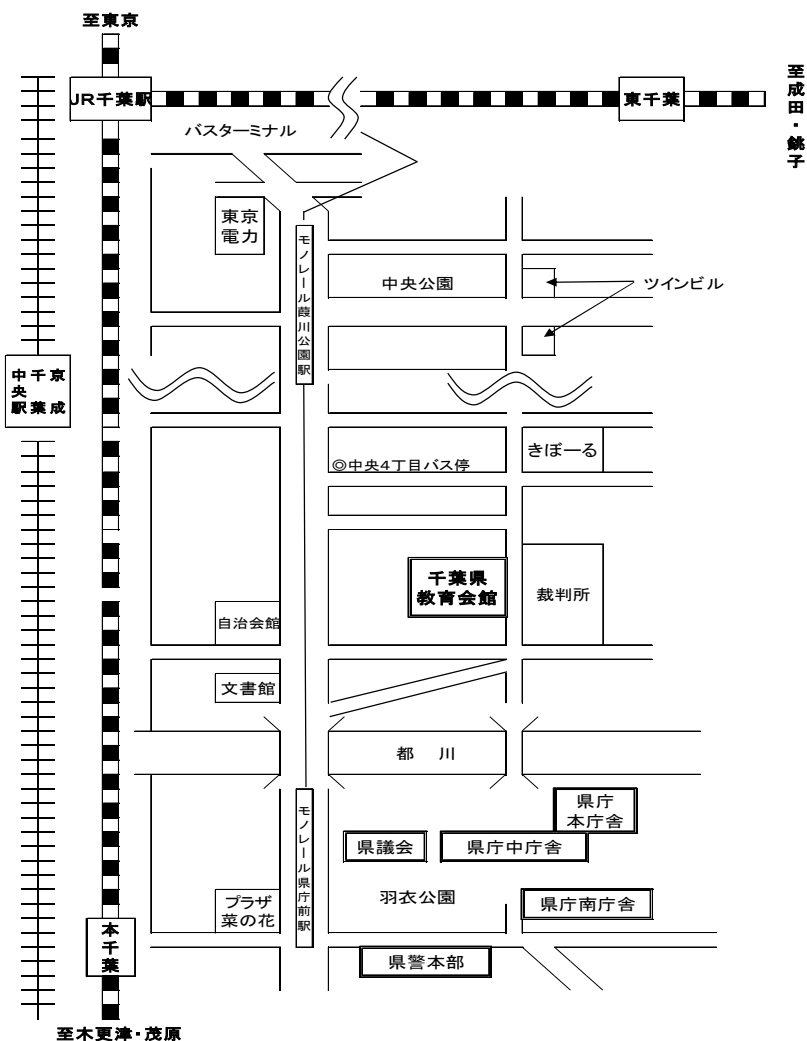 至東京
至成田・銚子
JR千葉駅
東千葉
バスターミナル
東京
電力
モノレール葭川公園駅
中央公園
ツインビル
京成
千葉
中央駅
きぼーる
◎中央4丁目バス停
千葉県
教育会館
裁判所
自治会館
文書館
都 川
モノレール県庁前駅
県庁
本庁舎
県議会
県庁中庁舎
プラザ
菜の花
羽衣公園
県庁南庁舎
本千葉
県警本部
至木更津・茂原